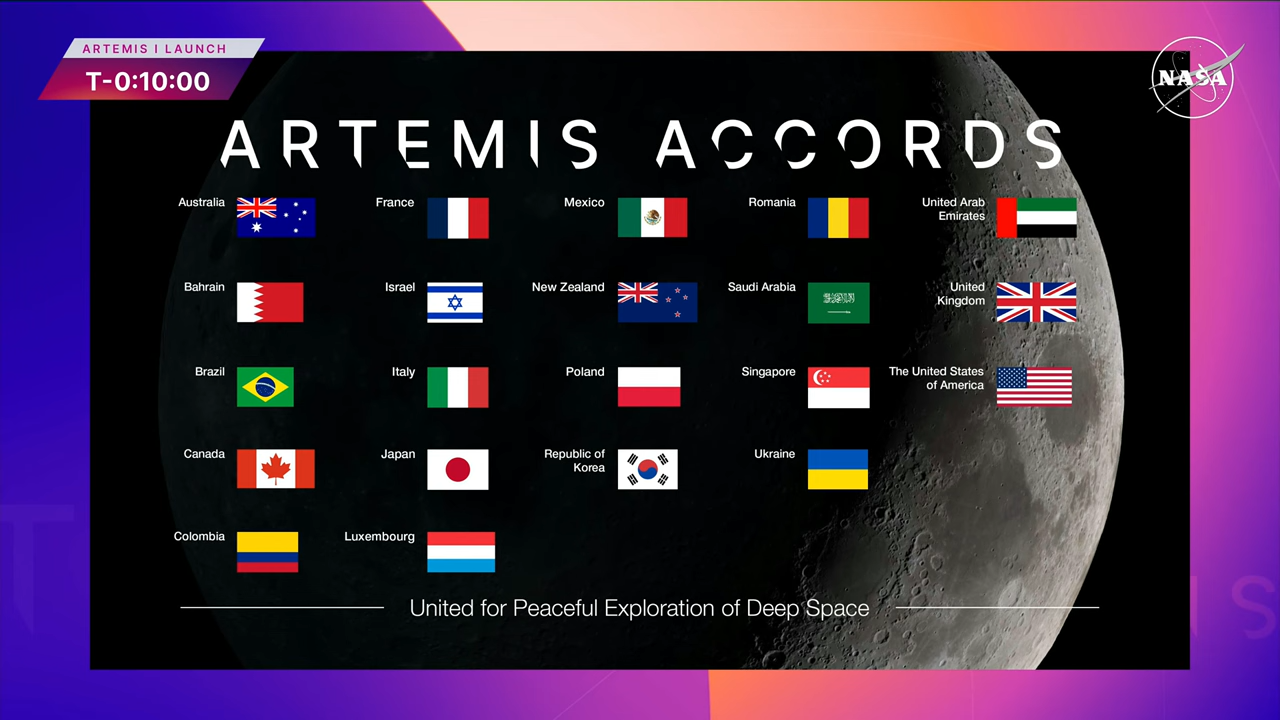 ARTEMIS I LAUNCH
T-0:10:00
NASA
ARTEMIS ACCORDS
Australia
France
Mexico
Romania
United Arab
Emirates
Bahrain
Israel
New Zealand
Saudi Arabia
United
Kingdom
Brazil
Italy
Poland
Singapore
The United States
of America
Canada
Japan
Republic of
Korea
Ukraine
Colombia
Luxembourg
United for Peaceful Exploration of Deep Space